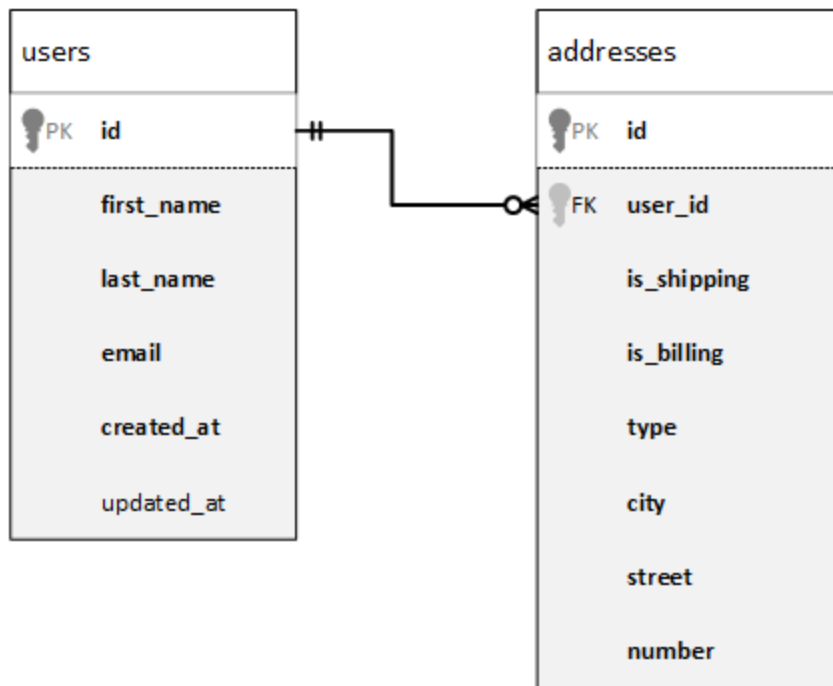 users
PK id
first_name
last_name
email
created_at
updated_at
addresses
PK id
FK user_id
is_shipping
is_billing
type
city
street
number